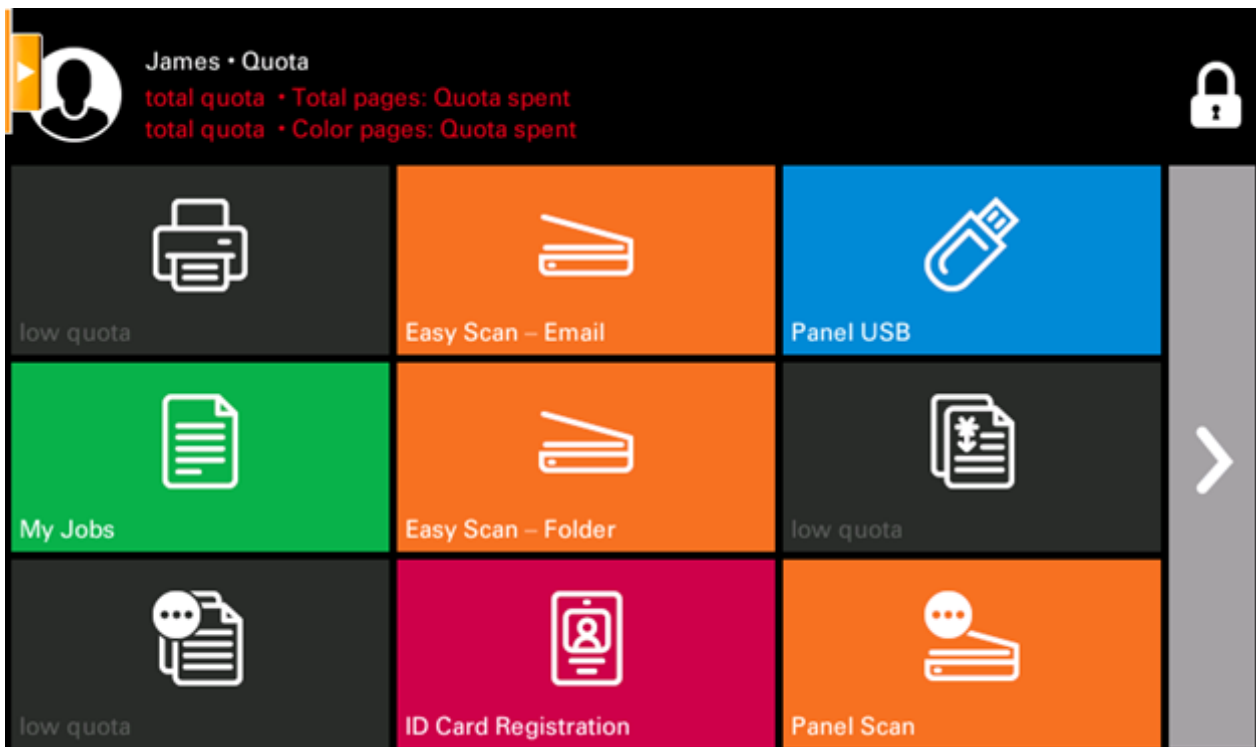 James • Quota
total quota • Total pages: Quota spent
total quota • Color pages: Quota spent
low quota
Easy Scan – Email
Panel USB
My Jobs
Easy Scan – Folder
low quota
low quota
ID Card Registration
Panel Scan